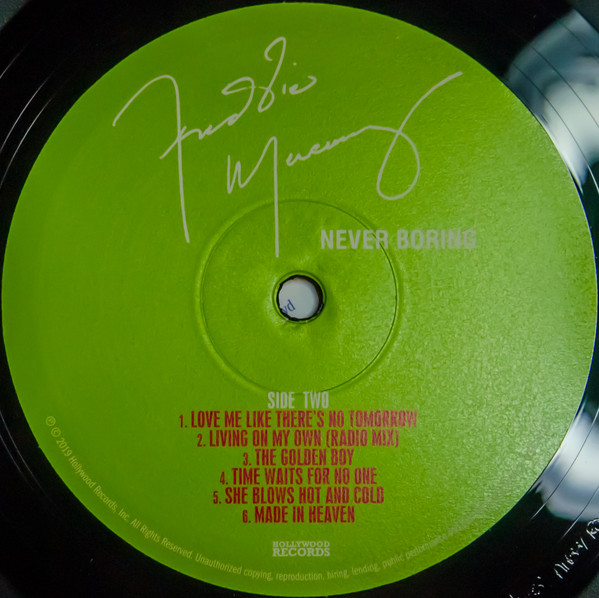 Freddie
Mercury
NEVER BORING
SIDE TWO
1. LOVE ME LIKE THERE'S NO TOMORROW
2. LIVING ON MY OWN (RADIO MIX)
3. THE GOLDEN BOY
4. TIME WAITS FOR NO ONE
5. SHE BLOWS HOT AND COLD
6. MADE IN HEAVEN
HOLLYWOOD
RECORDS
℗ © 2019 Hollywood Records, Inc. All Rights Reserved. Unauthorized copying, reproduction, hiring, lending, public performance